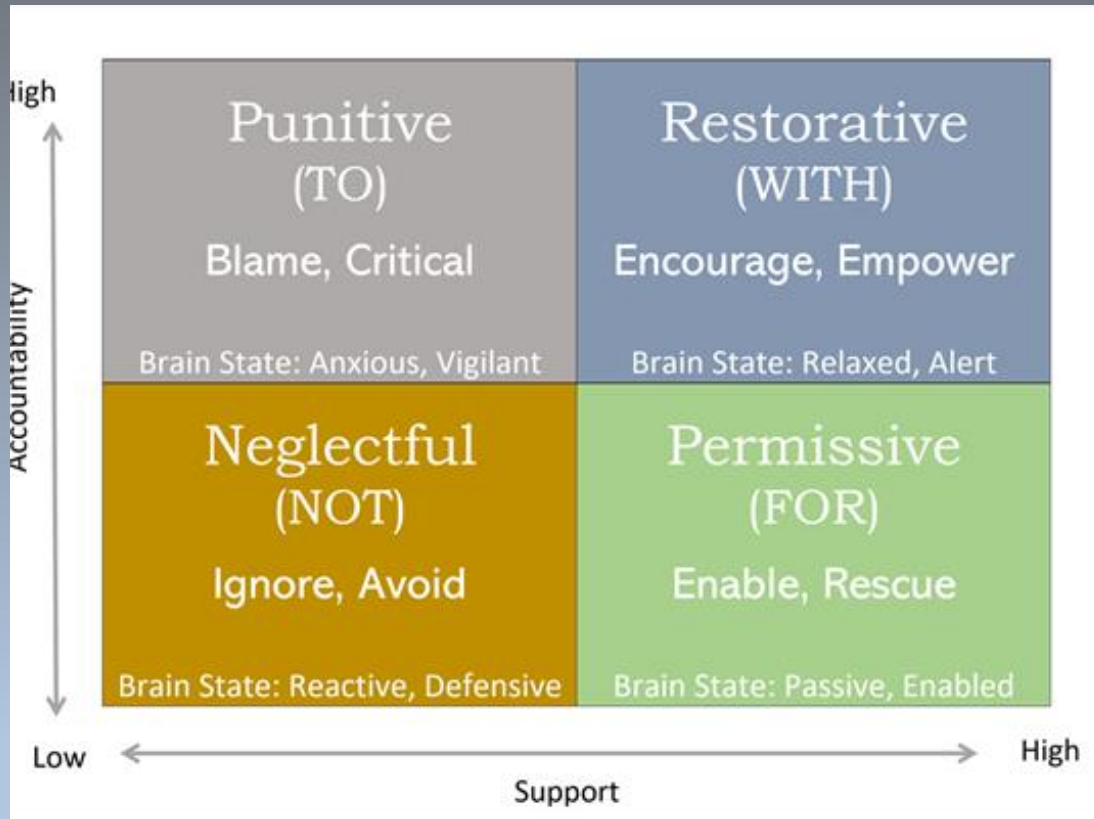 High
Accountability
Low
Punitive
(TO)
Blame, Critical
Brain State: Anxious, Vigilant
Restorative
(WITH)
Encourage, Empower
Brain State: Relaxed, Alert
Neglectful
(NOT)
Ignore, Avoid
Brain State: Reactive, Defensive
Permissive
(FOR)
Enable, Rescue
Brain State: Passive, Enabled
High
Support